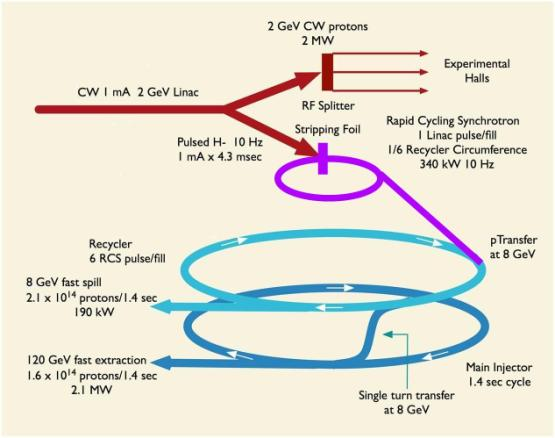 2 GeV CW protons
2 MW
Experimental
Halls
CW 1 mA  2 GeV Linac
RF Splitter
Stripping Foil
Pulsed H-  10 Hz
1 mA x 4.3 msec
Rapid Cycling Synchrotron
1 Linac pulse/fill
1/6 Recycler Circumference
340 kW 10 Hz
Recycler
6 RCS pulse/fill
pTransfer
at 8 GeV
8 GeV fast spill
2.1 x 10¹⁴ protons/1.4 sec
190 kW
120 GeV fast extraction
1.6 x 10¹⁴ protons/1.4 sec
2.1 MW
Main Injector
1.4 sec cycle
Single turn transfer
at 8 GeV